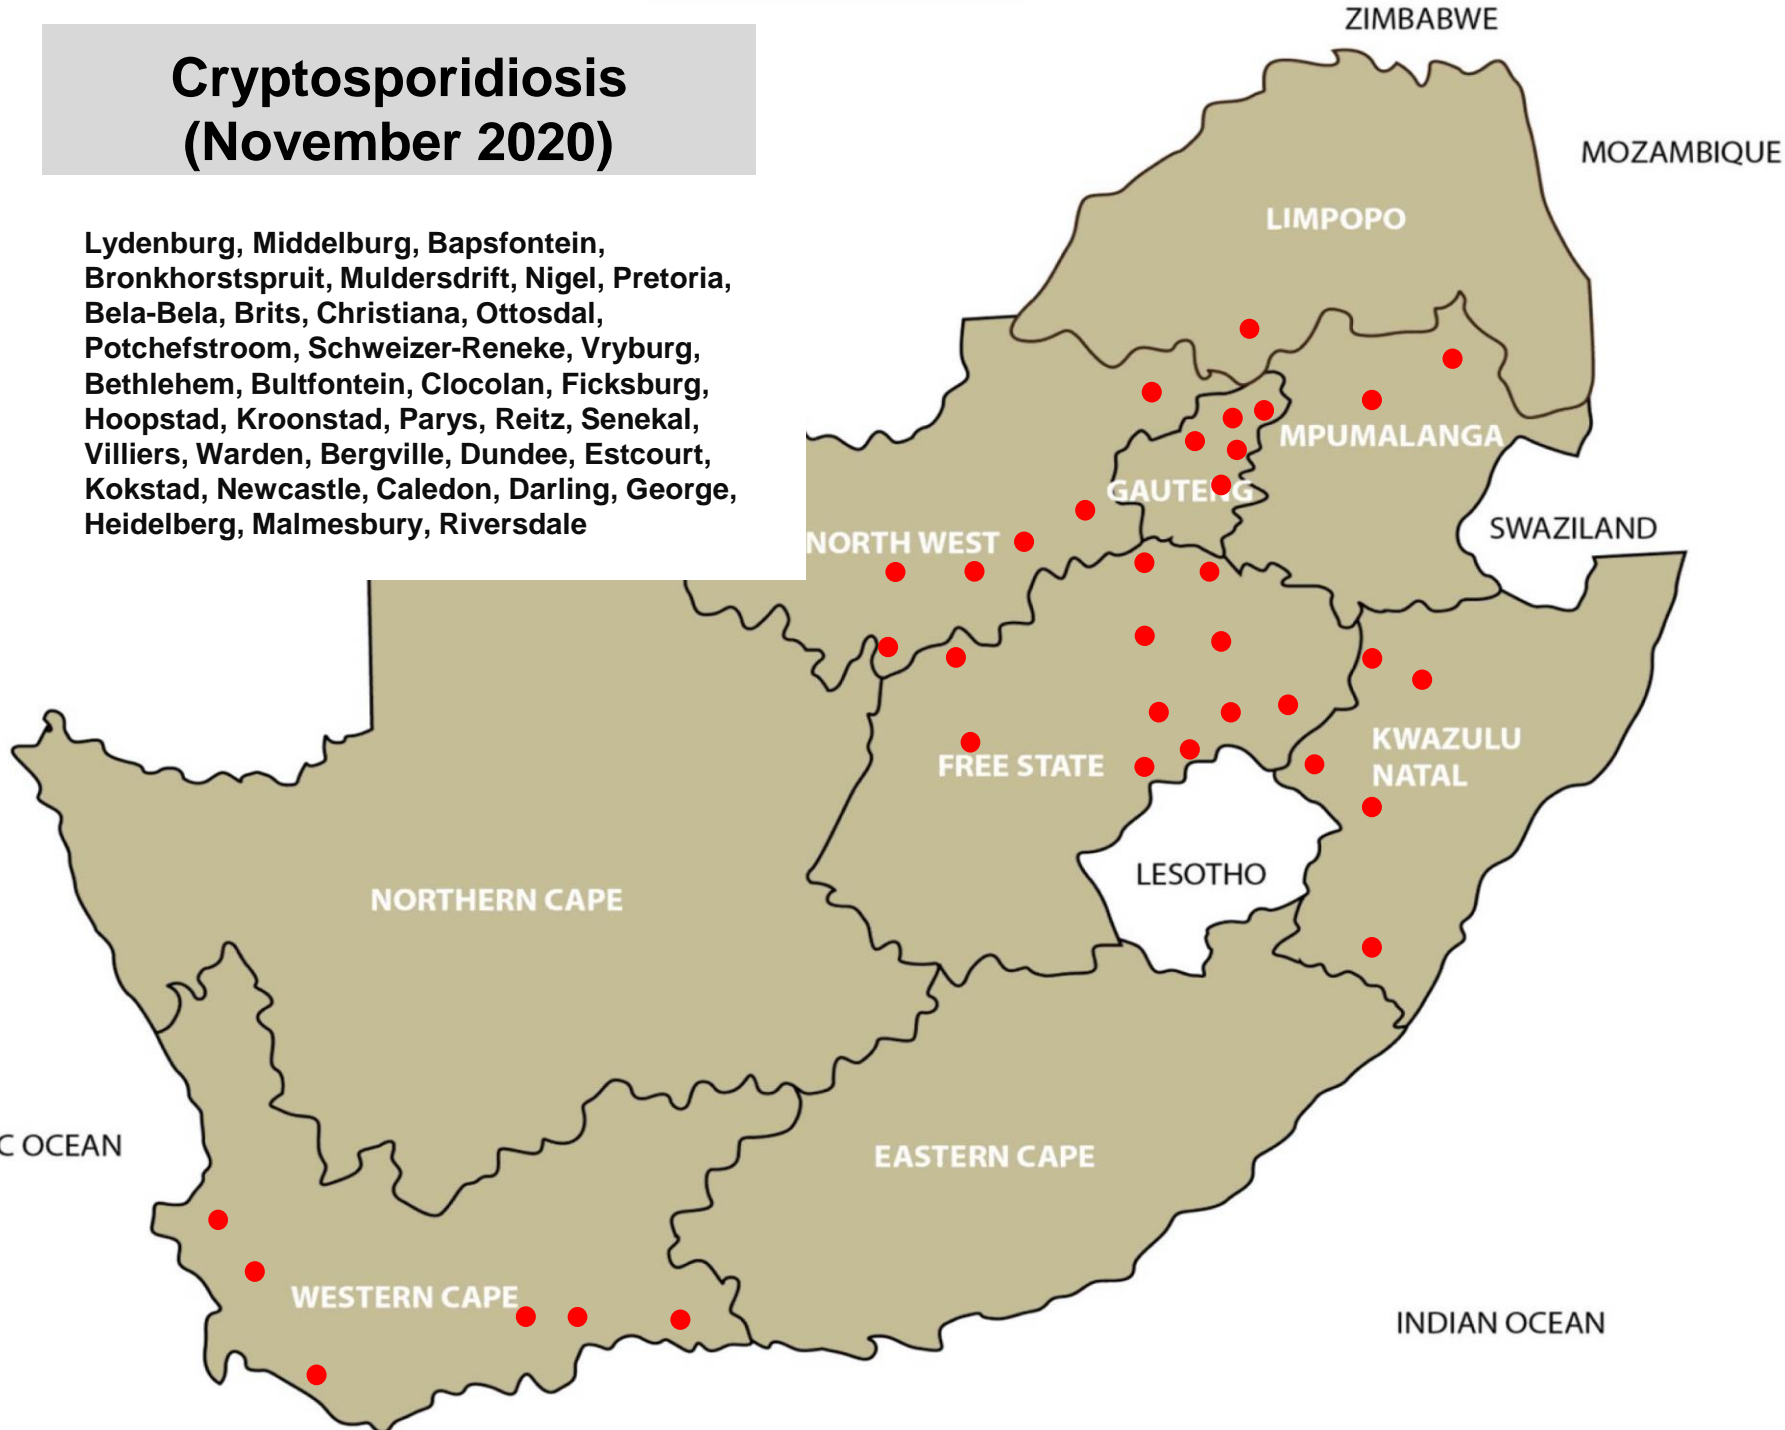 Cryptosporidiosis
(November 2020)
Lydenburg, Middelburg, Bapsfontein,
Bronkhorstspruit, Muldersdrift, Nigel, Pretoria,
Bela-Bela, Brits, Christiana, Ottosdal,
Potchefstroom, Schweizer-Reneke, Vryburg,
Bethlehem, Bultfontein, Clocolan, Ficksburg,
Hoopstad, Kroonstad, Parys, Reitz, Senekal,
Villiers, Warden, Bergville, Dundee, Estcourt,
Kokstad, Newcastle, Caledon, Darling, George,
Heidelberg, Malmesbury, Riversdale
ZIMBABWE
MOZAMBIQUE
LIMPOPO
MPUMALANGA
GAUTENG
SWAZILAND
NORTH WEST
KWAZULU
NATAL
FREE STATE
LESOTHO
NORTHERN CAPE
C OCEAN
EASTERN CAPE
WESTERN CAPE
INDIAN OCEAN